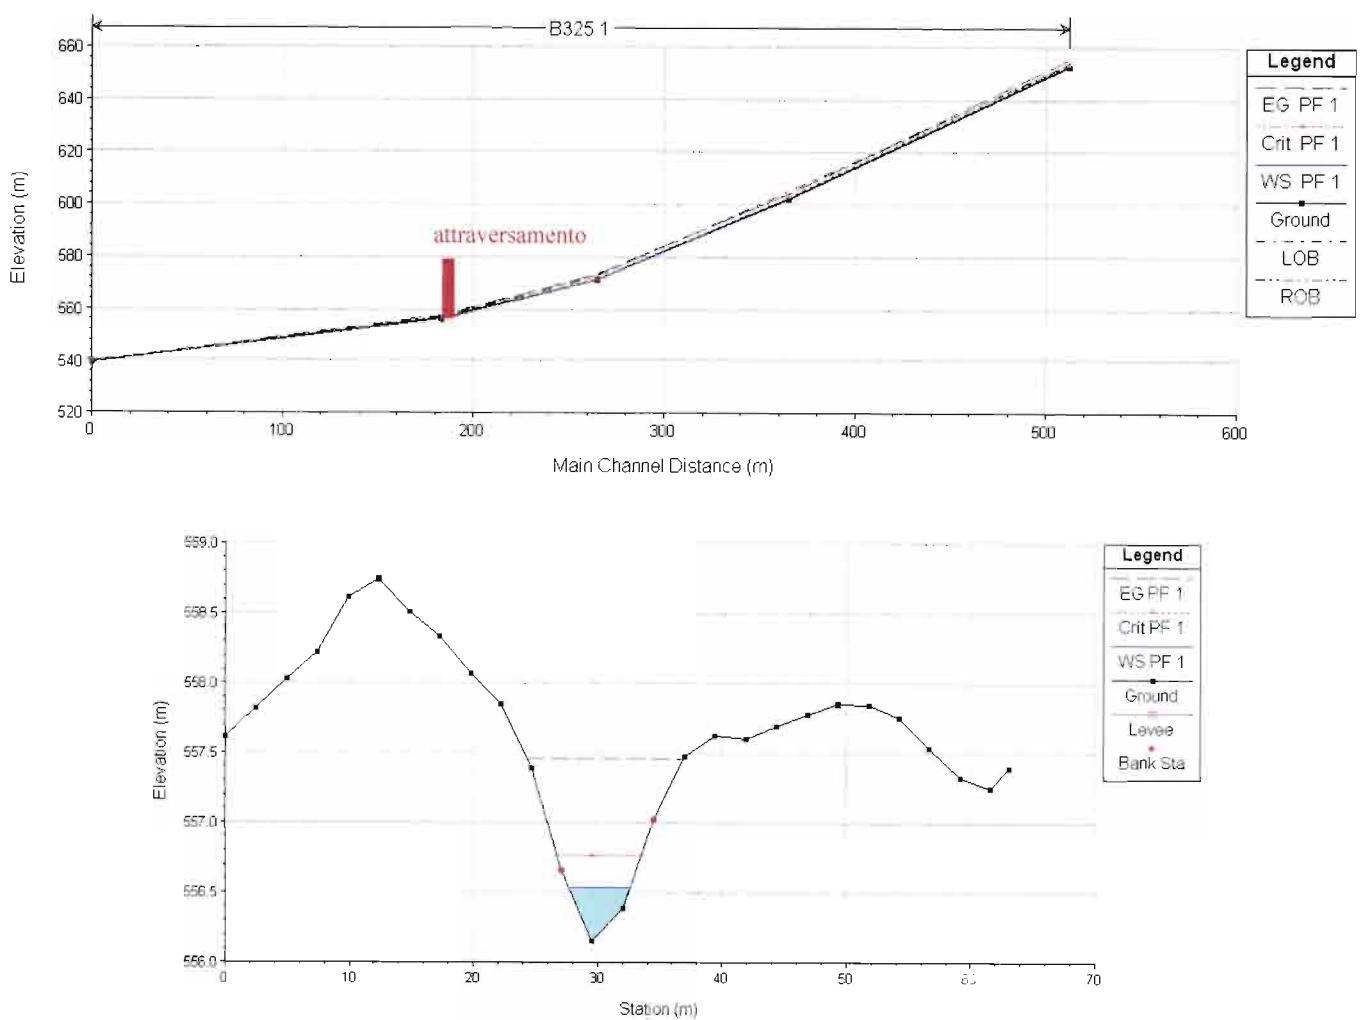 B325 1
660
640
620
600
580
560
540
520
Elevation (m)
attraversamento
0
100
200
300
400
500
600
Main Channel Distance (m)
Legend
EG PF 1
Crit PF 1
WS PF 1
Ground
LOB
ROB
559.0
558.5
558.0
557.5
557.0
556.5
556.0
Elevation (m)
0
10
20
30
40
50
70
Station (m)
Legend
EG PF 1
Crit PF 1
WS PF 1
Ground
Levee
Bank Sta